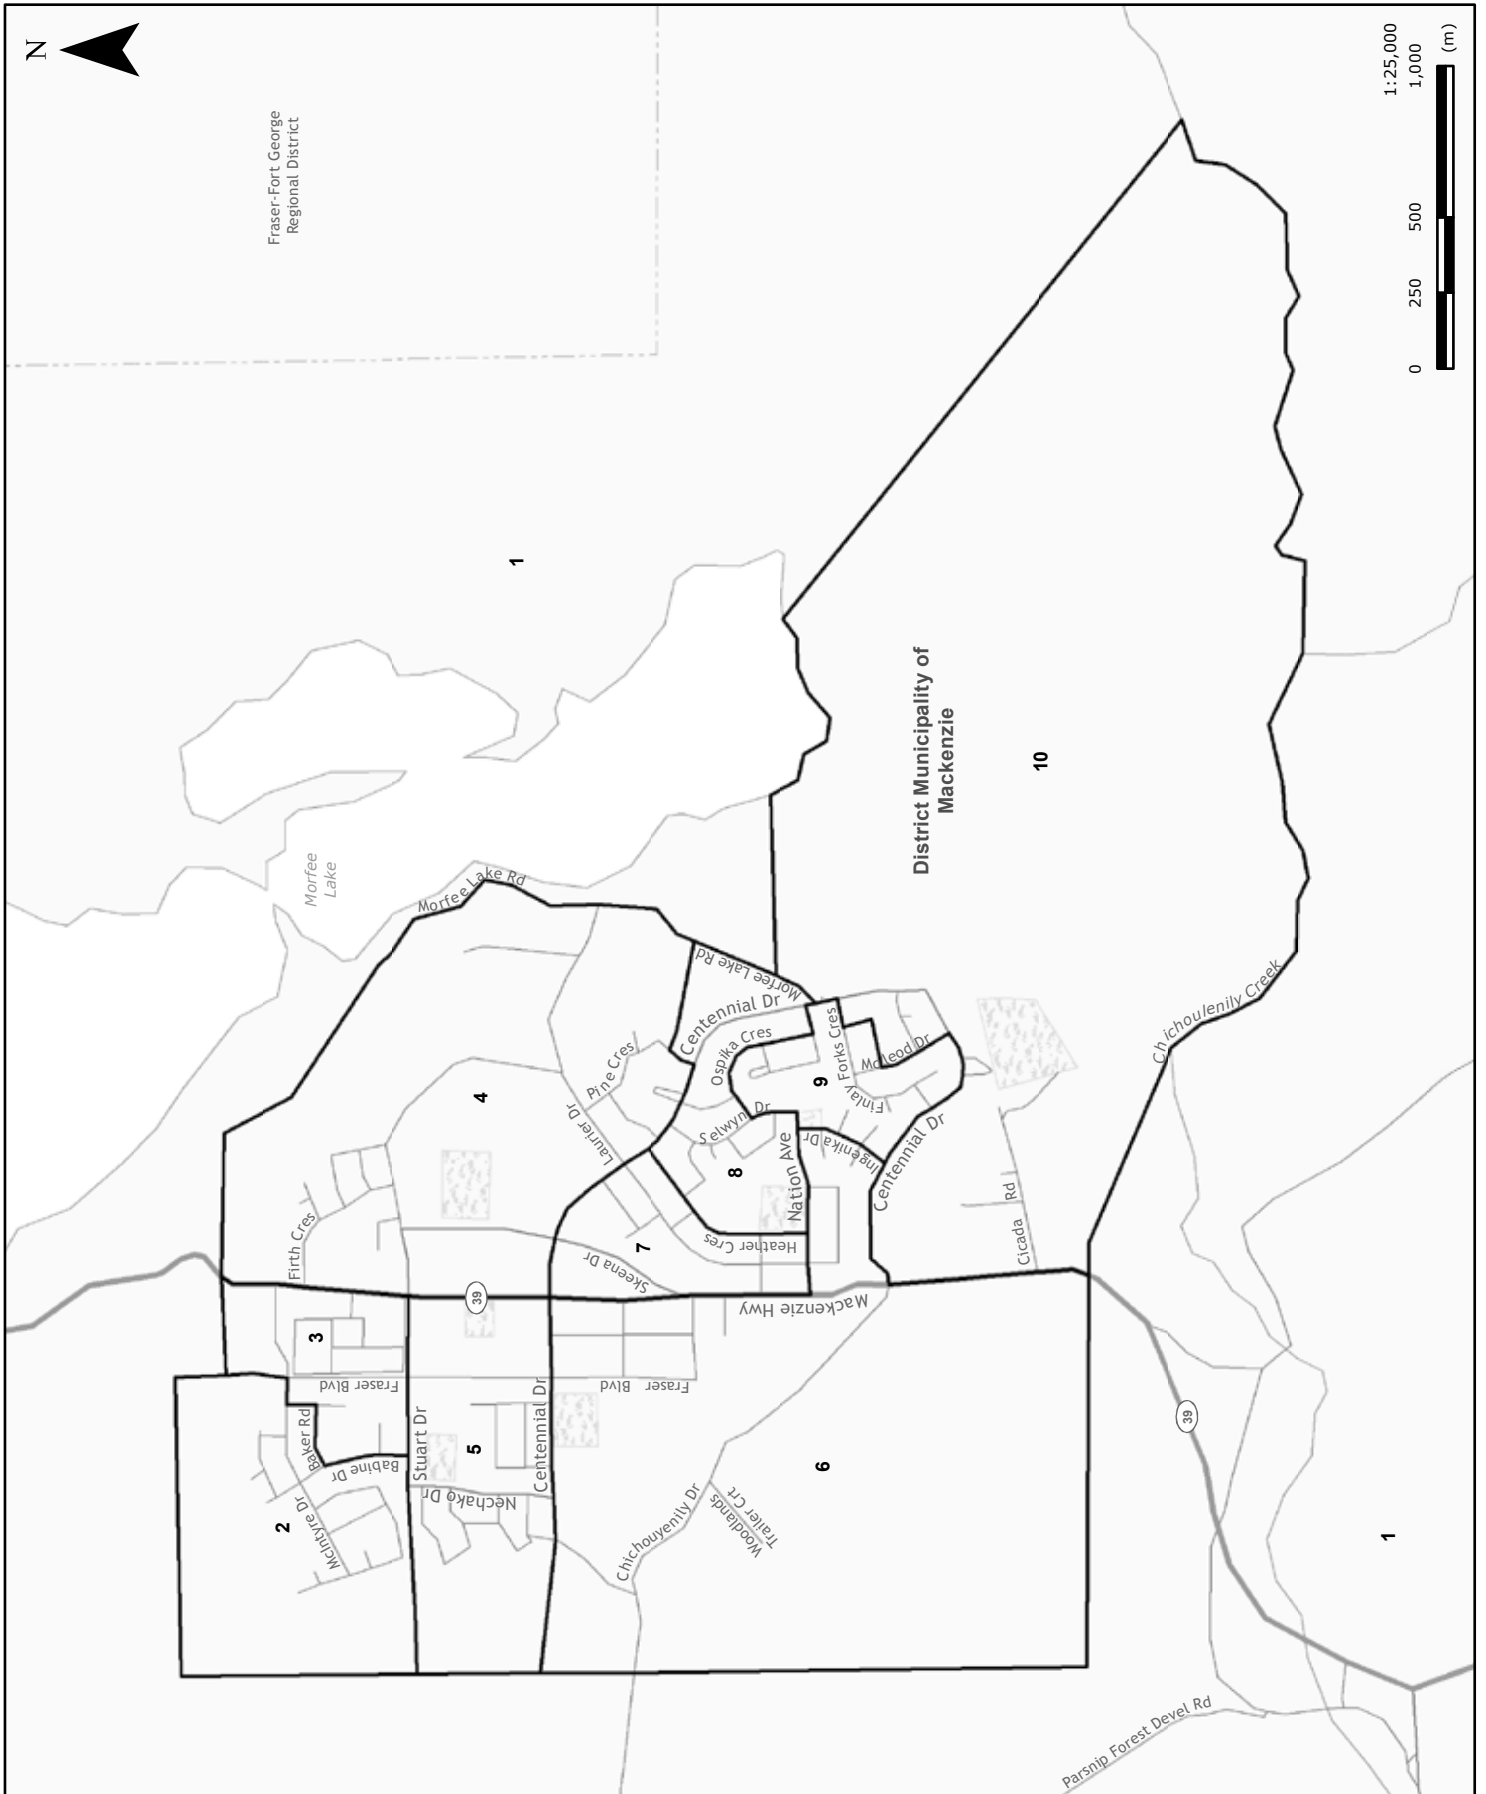 N
Fraser-Fort George
Regional District
1:25,000
0 250 500 1,000
(m)
1
Morfee
Lake
Morfee Lake Rd
District Municipality of
Mackenzie
10
Chichoulenily Creek
Morfee Lake Rd
Centennial Dr
Ospika Cres
Pine Cres
Laurier Dr
Selwyn Dr
Finlay Forks Cres
McLeod Dr
9
Ingenika Dr
Nation Ave
8
Centennial Dr
Heather Cres
7
Skeena Dr
4
Firth Cres
Cicada Rd
Mackenzie Hwy
39
3
Fraser Blvd
Fraser Blvd
Baker Rd
Babine Dr
Stuart Dr
5
Centennial Dr
Nechako Dr
McIntyre Dr
2
Chichouyenily Dr
Woodlands
Trailer Crt
6
39
1
Parsnip Forest Devel Rd